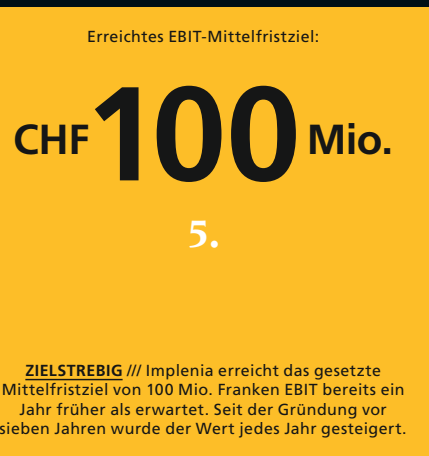 Erreichtes EBIT-Mittelfristziel:
CHF 100 Mio.
5.
ZIELSTREBIG /// Implenia erreicht das gesetzte
Mittelfristziel von 100 Mio. Franken EBIT bereits ein
Jahr früher als erwartet. Seit der Gründung vor
sieben Jahren wurde der Wert jedes Jahr gesteigert.